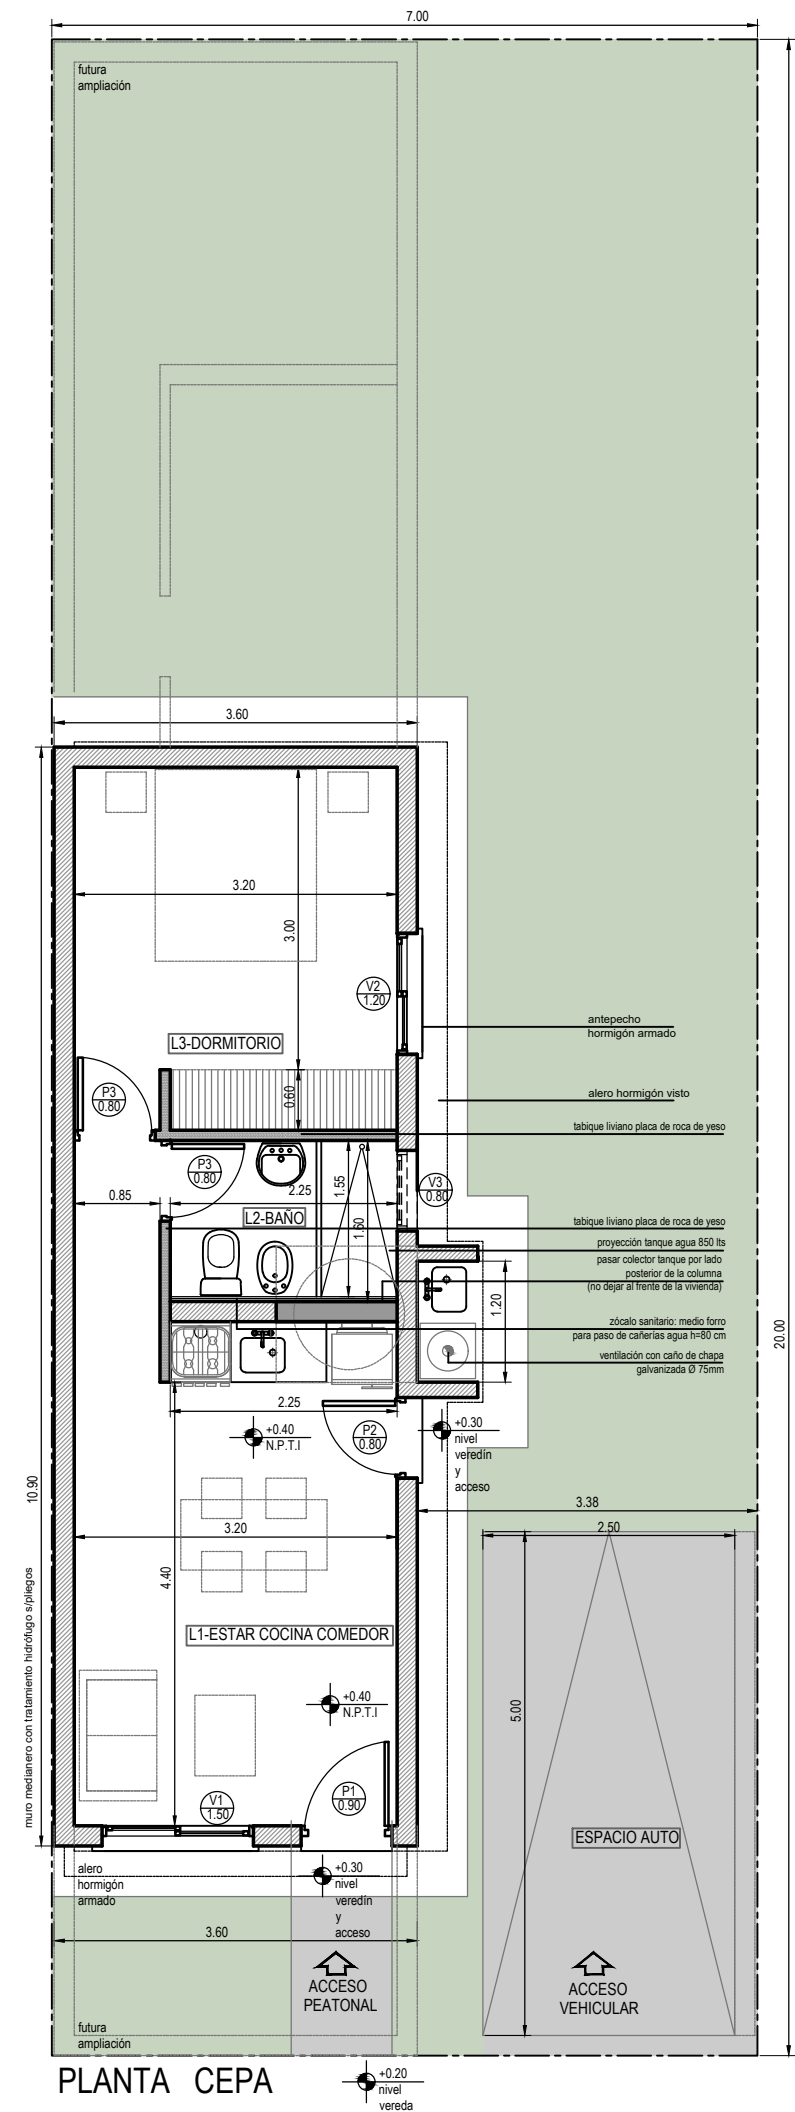 7.00
futura
ampliación
3.60
3.20
3.00
V2
1.20
antepecho
hormigón armado
L3-DORMITORIO
0.60
alero hormigón visto
P3
0.80
tabique liviano placa de roca de yeso
P3
0.80
0.85
2.25
1.55
V3
0.80
L2-BAÑO
1.60
tabique liviano placa de roca de yeso
proyección tanque agua 850 lts
pasar colector tanque por lado
posterior de la columna
(no dejar al frente de la vivienda)
1.20
zócalo sanitario: medio forro
para paso de cañerías agua h=80 cm
ventilación con caño de chapa
galvanizada Ø 75mm
20.00
2.25
+0.40
N.P.T.I
P2
0.80
+0.30
nivel
veredín
y
acceso
10.90
3.38
3.20
2.50
4.40
muro medianero con tratamiento hidrófugo s/pliegos
L1-ESTAR COCINA COMEDOR
+0.40
N.P.T.I
5.00
V1
1.50
P1
0.90
ESPACIO AUTO
alero
hormigón
armado
+0.30
nivel
veredín
y
acceso
3.60
ACCESO
PEATONAL
ACCESO
VEHICULAR
futura
ampliación
PLANTA CEPA
+0.20
nivel
vereda